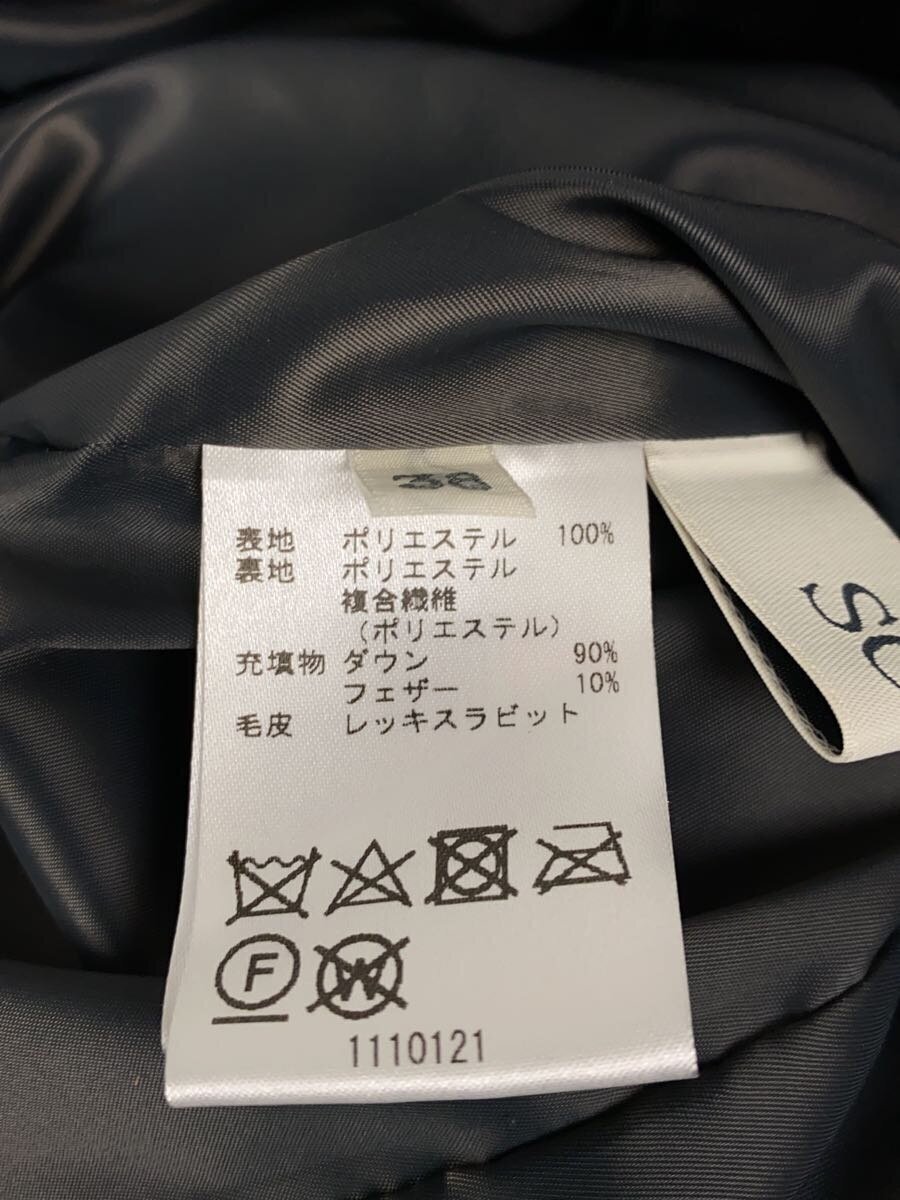 38
表地 ポリエステル 100%
裏地 ポリエステル
複合繊維
(ポリエステル)
充填物 ダウン 90%
フェザー 10%
毛皮 レッキスラビット
F W
1110121